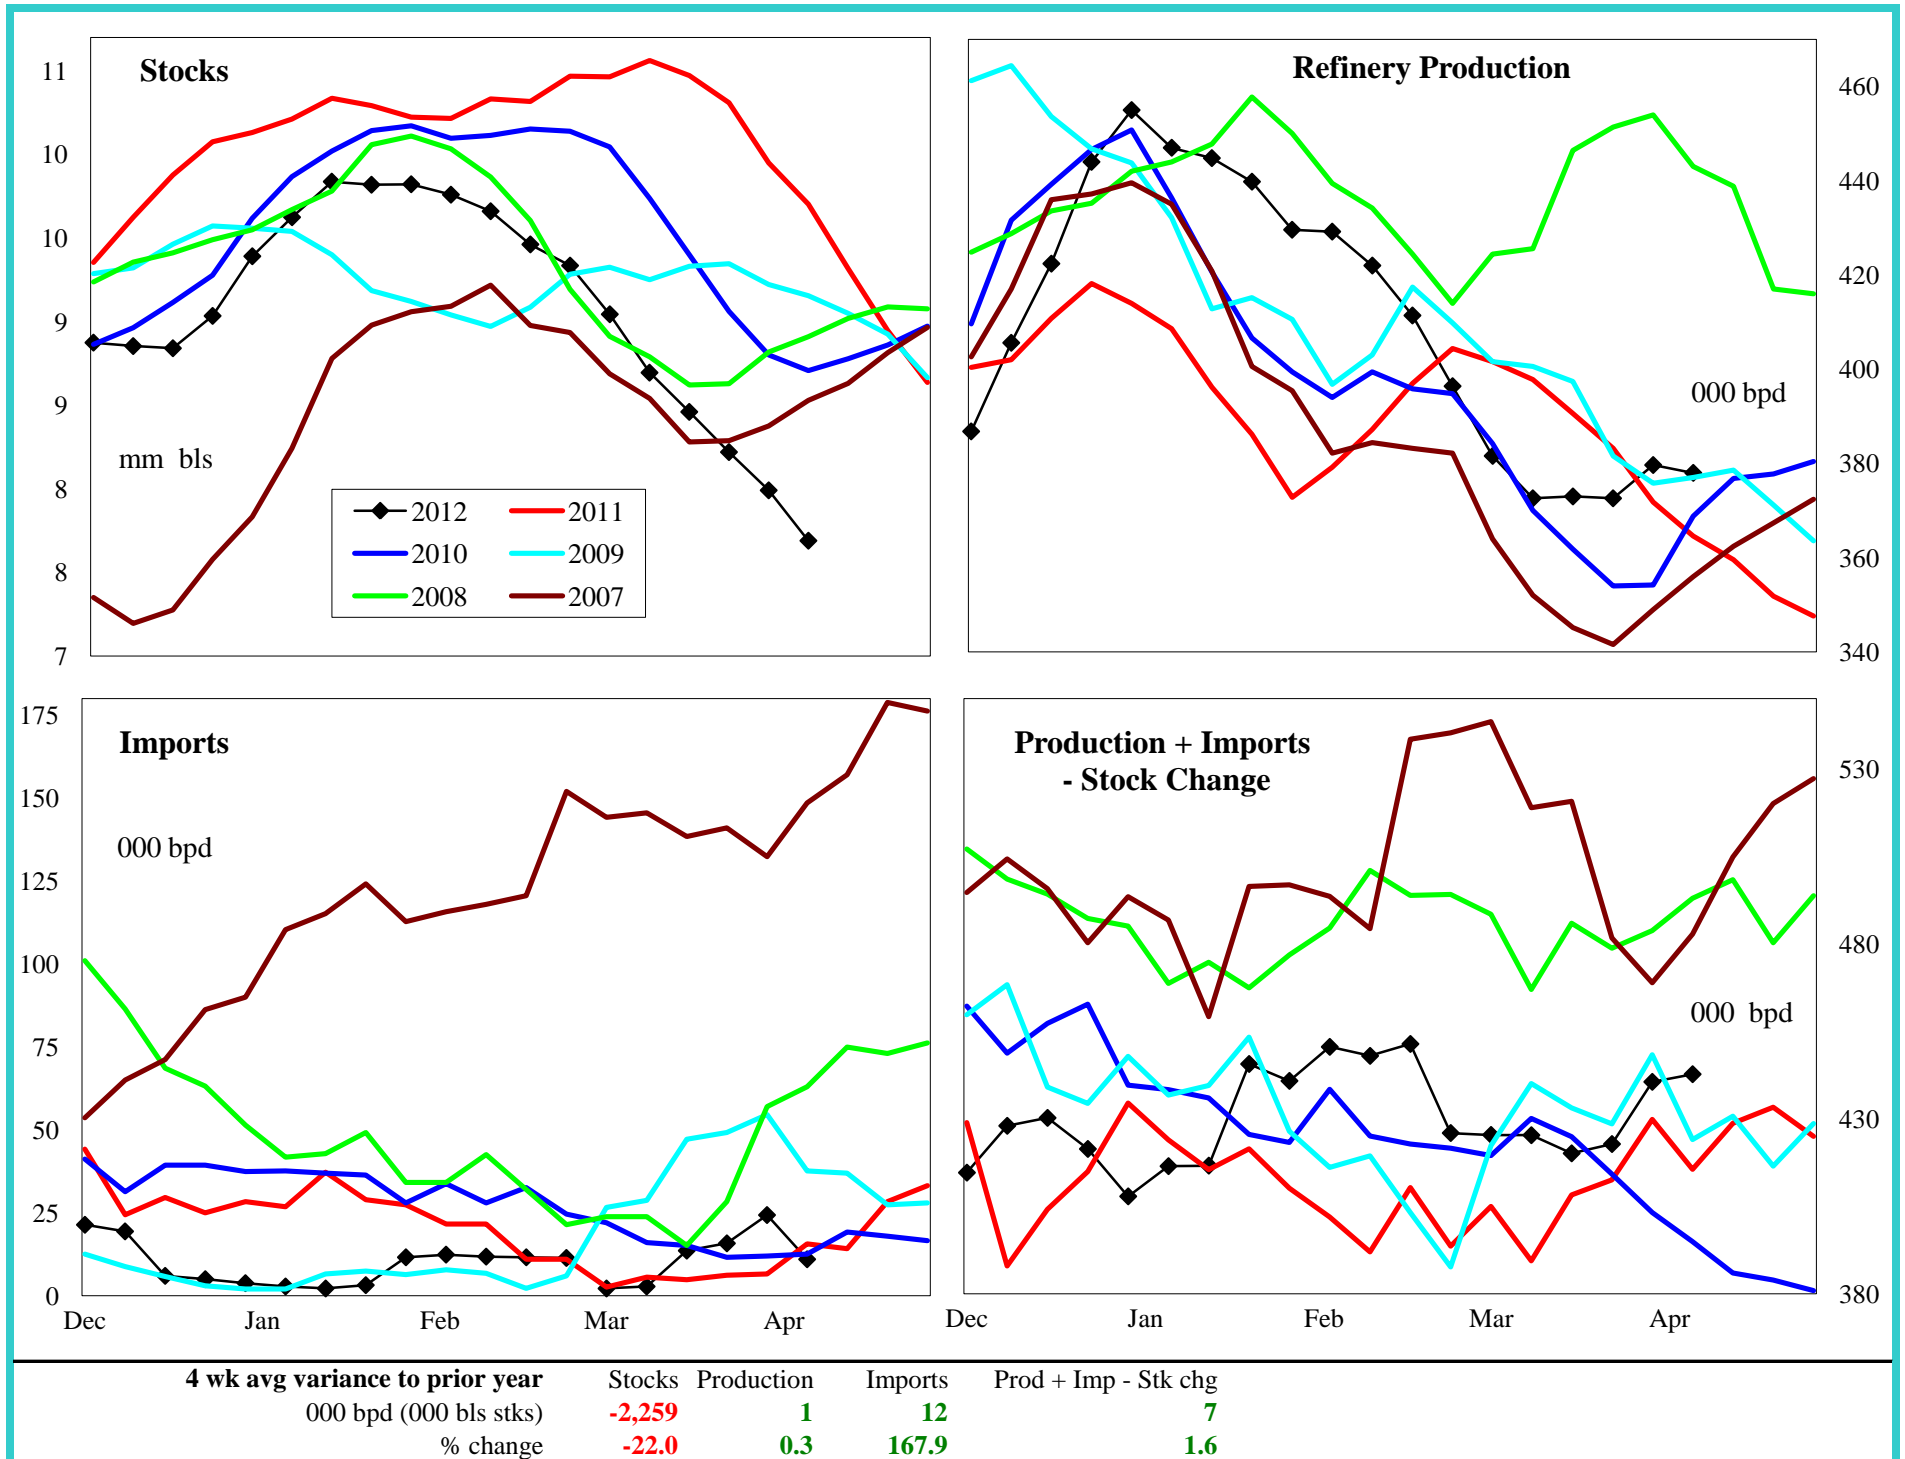 Stocks
11
10
10
9
9
8
8
7
mm bls
2012
2011
2010
2009
2008
2007
Refinery Production
460
440
420
400
380
360
340
000 bpd
Imports
000 bpd
175
150
125
100
75
50
25
0
Dec
Jan
Feb
Mar
Apr
Production + Imports
- Stock Change
530
480
430
380
000 bpd
Dec
Jan
Feb
Mar
Apr
4 wk avg variance to prior year Stocks Production Imports Prod + Imp - Stk chg
000 bpd (000 bls stks) -2,259 1 12 7
% change -22.0 0.3 167.9 1.6